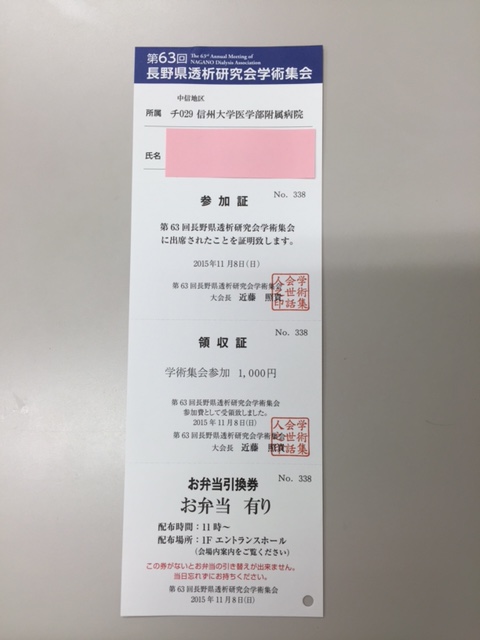 第63回 The 63rd Annual Meeting of
NAGANO Dialysis Association
長野県透析研究会学術集会
中信地区
所属 チ029 信州大学医学部附属病院
氏名
No. 338
参加証
第63回長野県透析研究会学術集会
に出席されたことを証明致します。
2015年11月8日(日)
第63回長野県透析研究会学術集会
大会長 近藤 照貴
学術集
会世話
人之印
No. 338
領収証
学術集会参加 1,000円
第63回長野県透析研究会学術集会
参加費として受領致しました。
2015年11月8日(日)
第63回長野県透析研究会学術集会
大会長 近藤 照貴
学術集
会世話
人之印
No. 338
お弁当引換券
お弁当 有り
配布時間：11時～
配布場所：1F エントランスホール
(会場内案内をご覧ください)
この券がないとお弁当の引き替えが出来ません。
当日忘れずにお持ちください。
第63回長野県透析研究会学術集会
2015年11月8日(日)